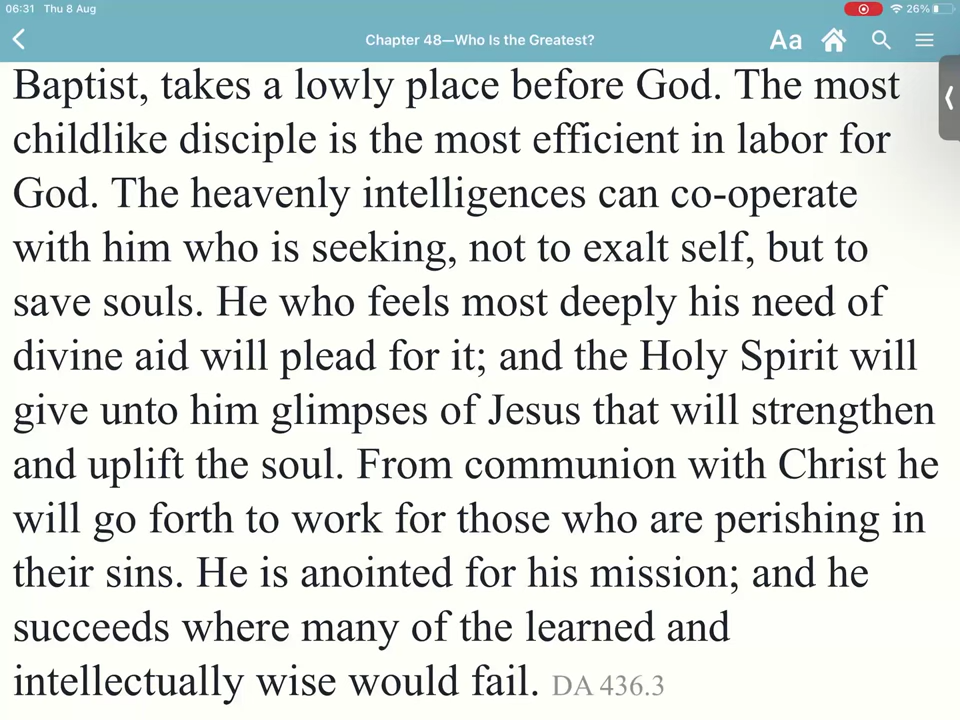 06:31 Thu 8 Aug
26%
Chapter 48—Who Is the Greatest?
Aa
Baptist, takes a lowly place before God. The most
childlike disciple is the most efficient in labor for
God. The heavenly intelligences can co-operate
with him who is seeking, not to exalt self, but to
save souls. He who feels most deeply his need of
divine aid will plead for it; and the Holy Spirit will
give unto him glimpses of Jesus that will strengthen
and uplift the soul. From communion with Christ he
will go forth to work for those who are perishing in
their sins. He is anointed for his mission; and he
succeeds where many of the learned and
intellectually wise would fail. DA 436.3